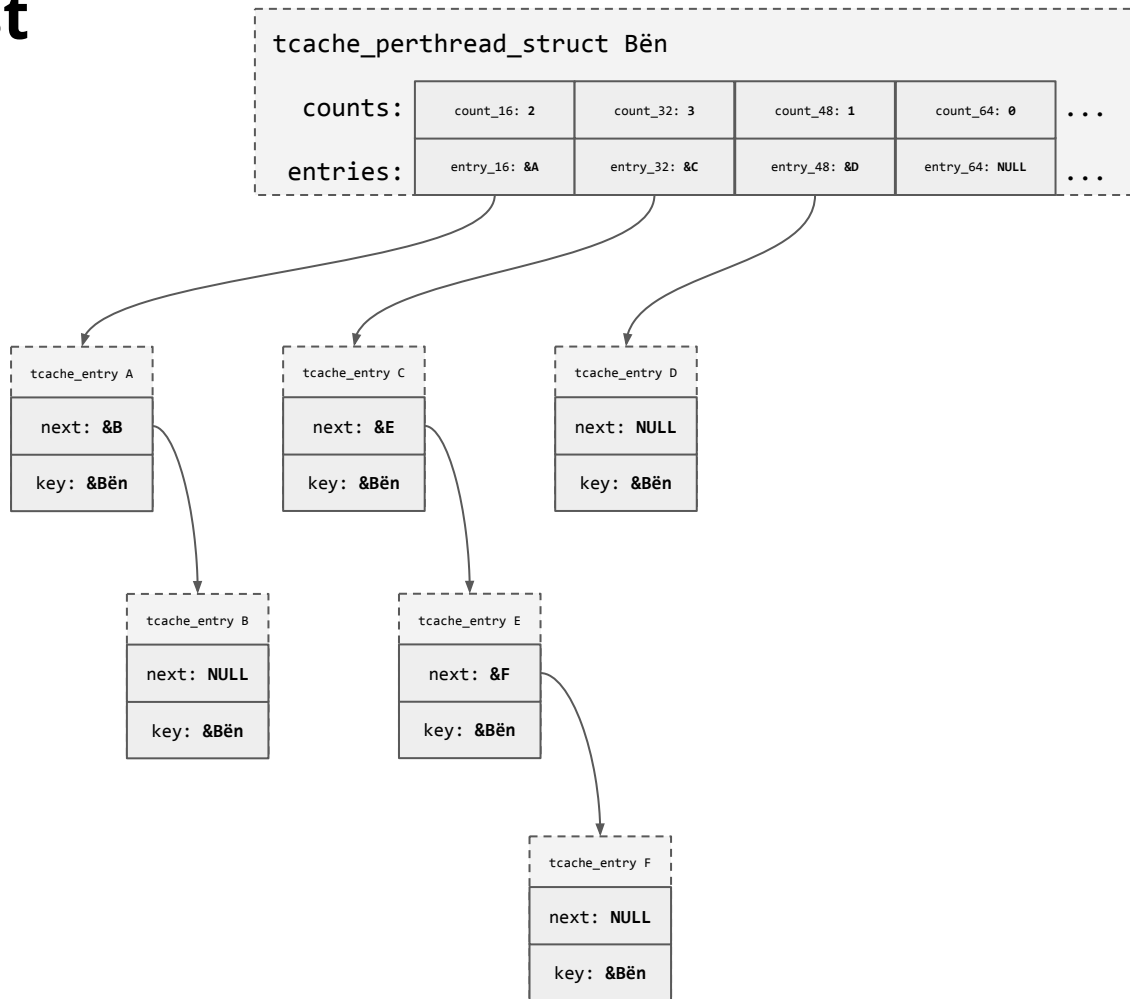 tcache_perthread_struct Bën
counts: count_16: 2 count_32: 3 count_48: 1 count_64: 0 ...
entries: entry_16: &A entry_32: &C entry_48: &D entry_64: NULL ...
tcache_entry A
next: &B
key: &Bën
tcache_entry C
next: &E
key: &Bën
tcache_entry D
next: NULL
key: &Bën
tcache_entry B
next: NULL
key: &Bën
tcache_entry E
next: &F
key: &Bën
tcache_entry F
next: NULL
key: &Bën